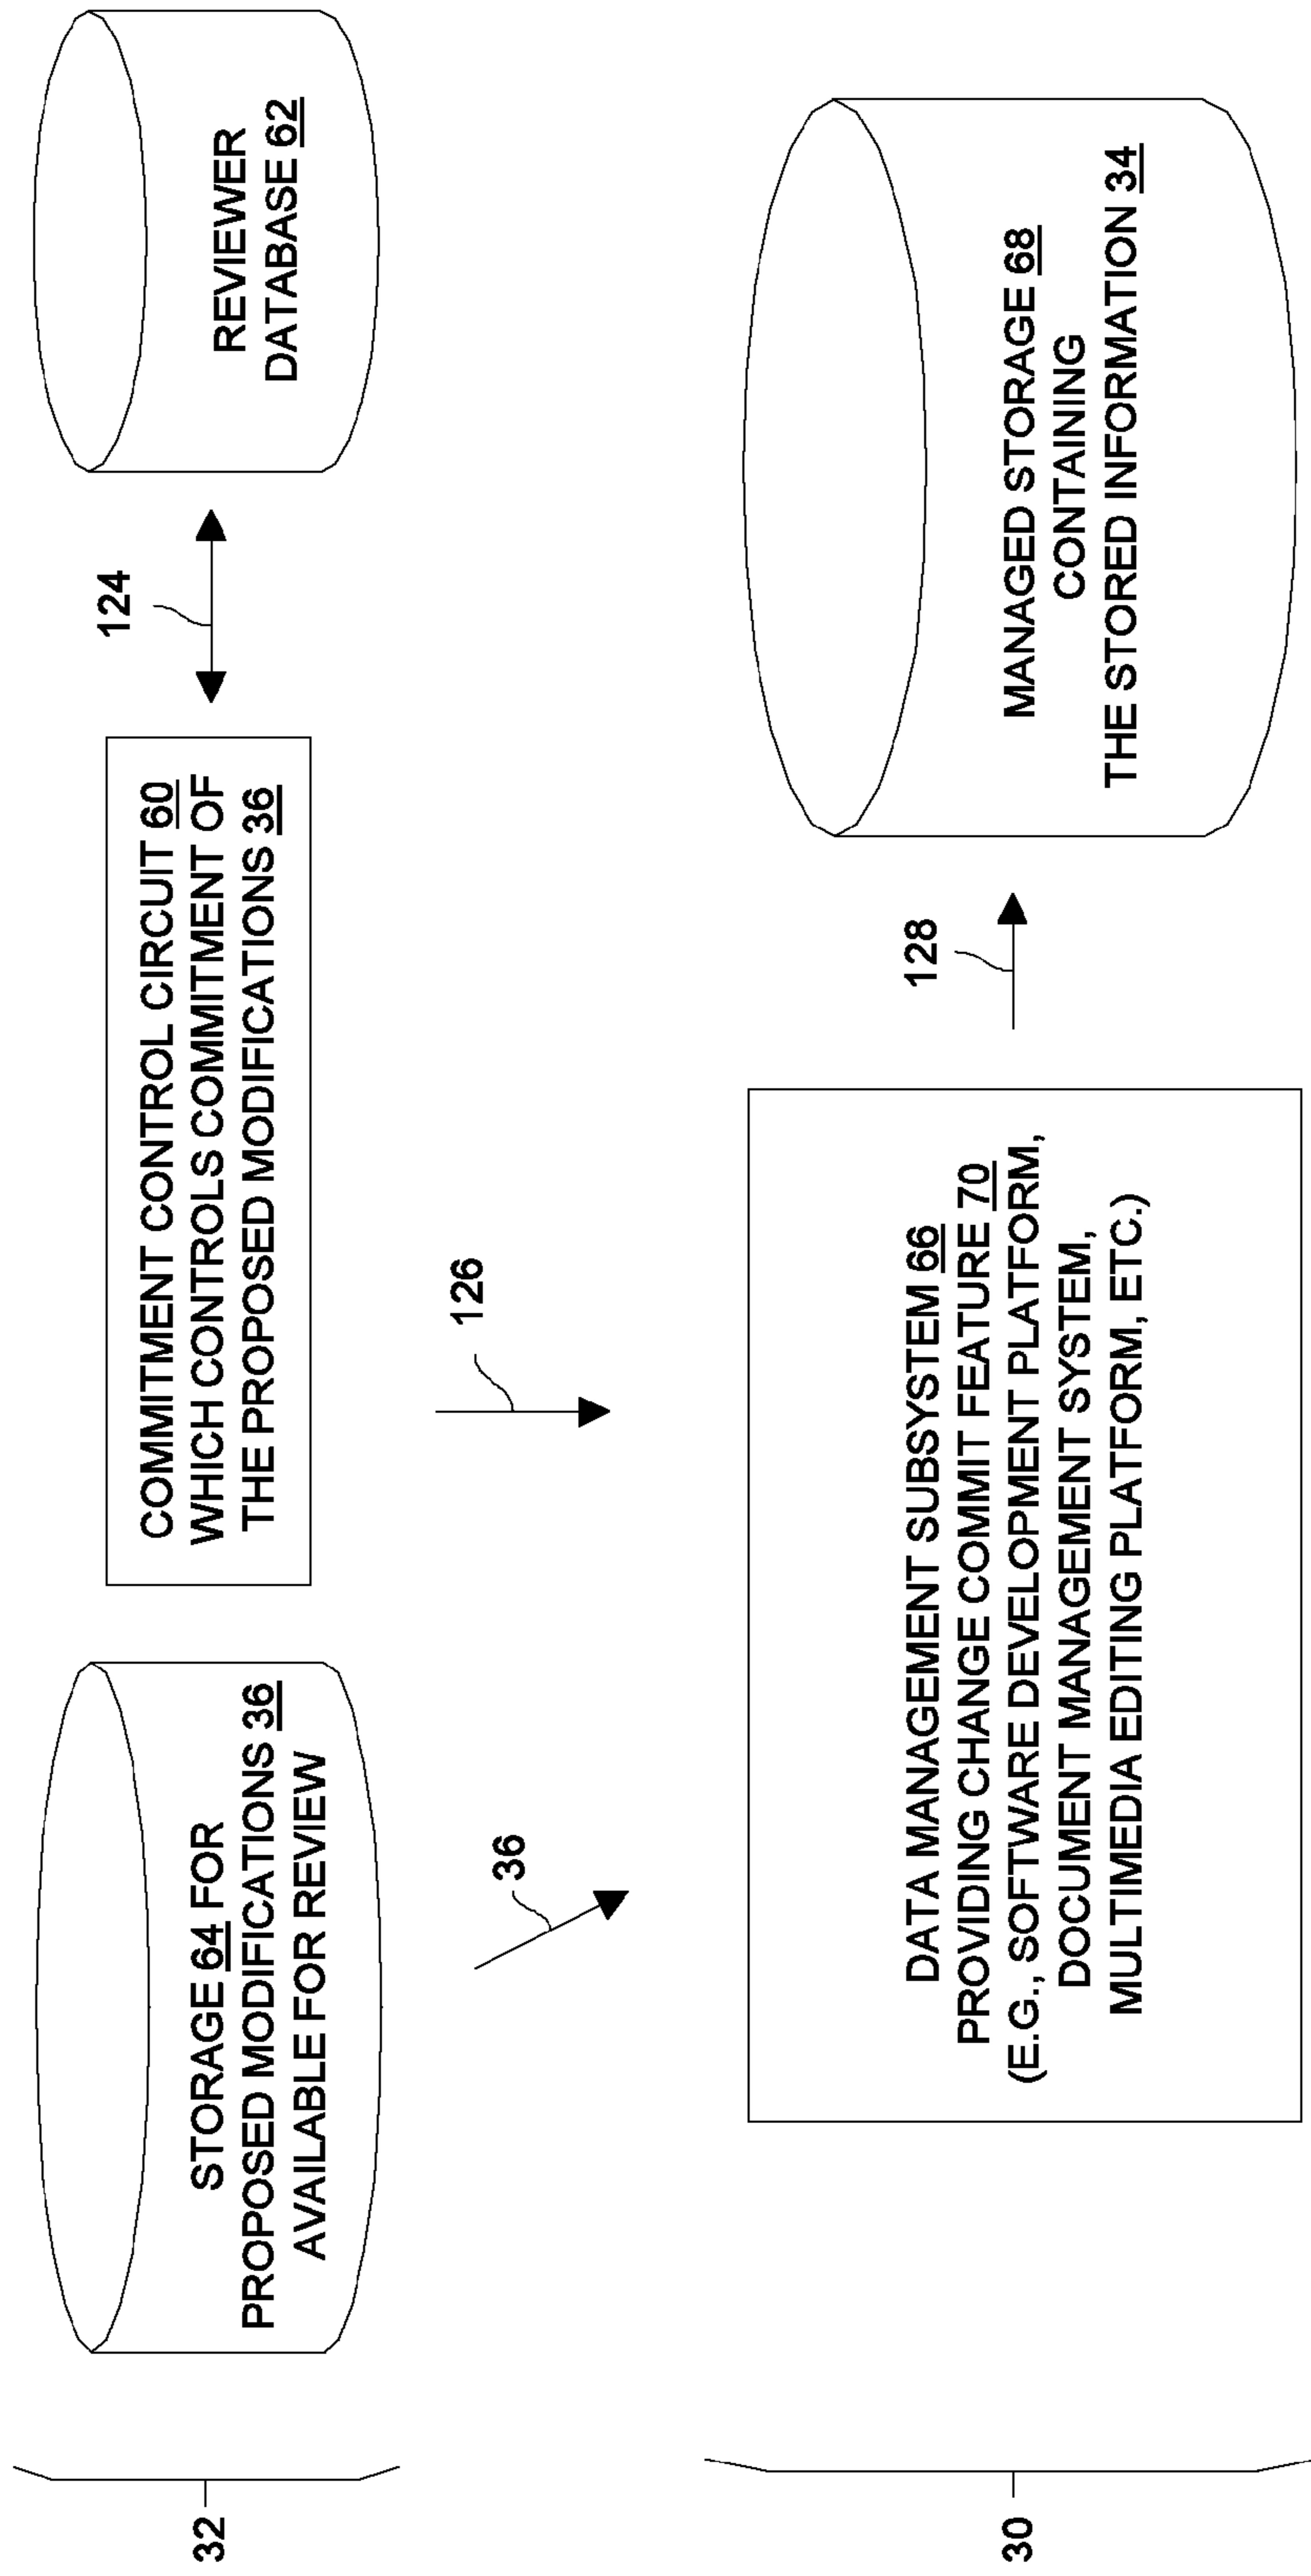 32
STORAGE 64 FOR
PROPOSED MODIFICATIONS 36
AVAILABLE FOR REVIEW
COMMITMENT CONTROL CIRCUIT 60
WHICH CONTROLS COMMITMENT OF
THE PROPOSED MODIFICATIONS 36
124
REVIEWER
DATABASE 62
36
126
30
DATA MANAGEMENT SUBSYSTEM 66
PROVIDING CHANGE COMMIT FEATURE 70
(E.G., SOFTWARE DEVELOPMENT PLATFORM,
DOCUMENT MANAGEMENT SYSTEM,
MULTIMEDIA EDITING PLATFORM, ETC.)
128
MANAGED STORAGE 68
CONTAINING
THE STORED INFORMATION 34